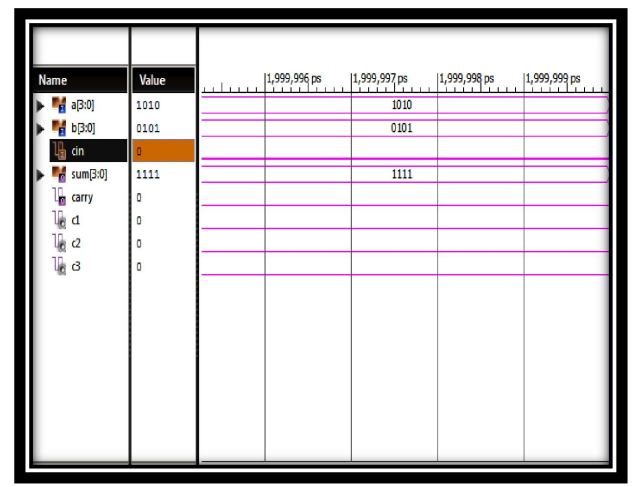 Name Value 1,999,996 ps 1,999,997 ps 1,999,998 ps 1,999,999 ps
a[3:0] 1010 1010
b[3:0] 0101 0101
cin 0
sum[3:0] 1111 1111
carry 0
c1 0
c2 0
c3 0